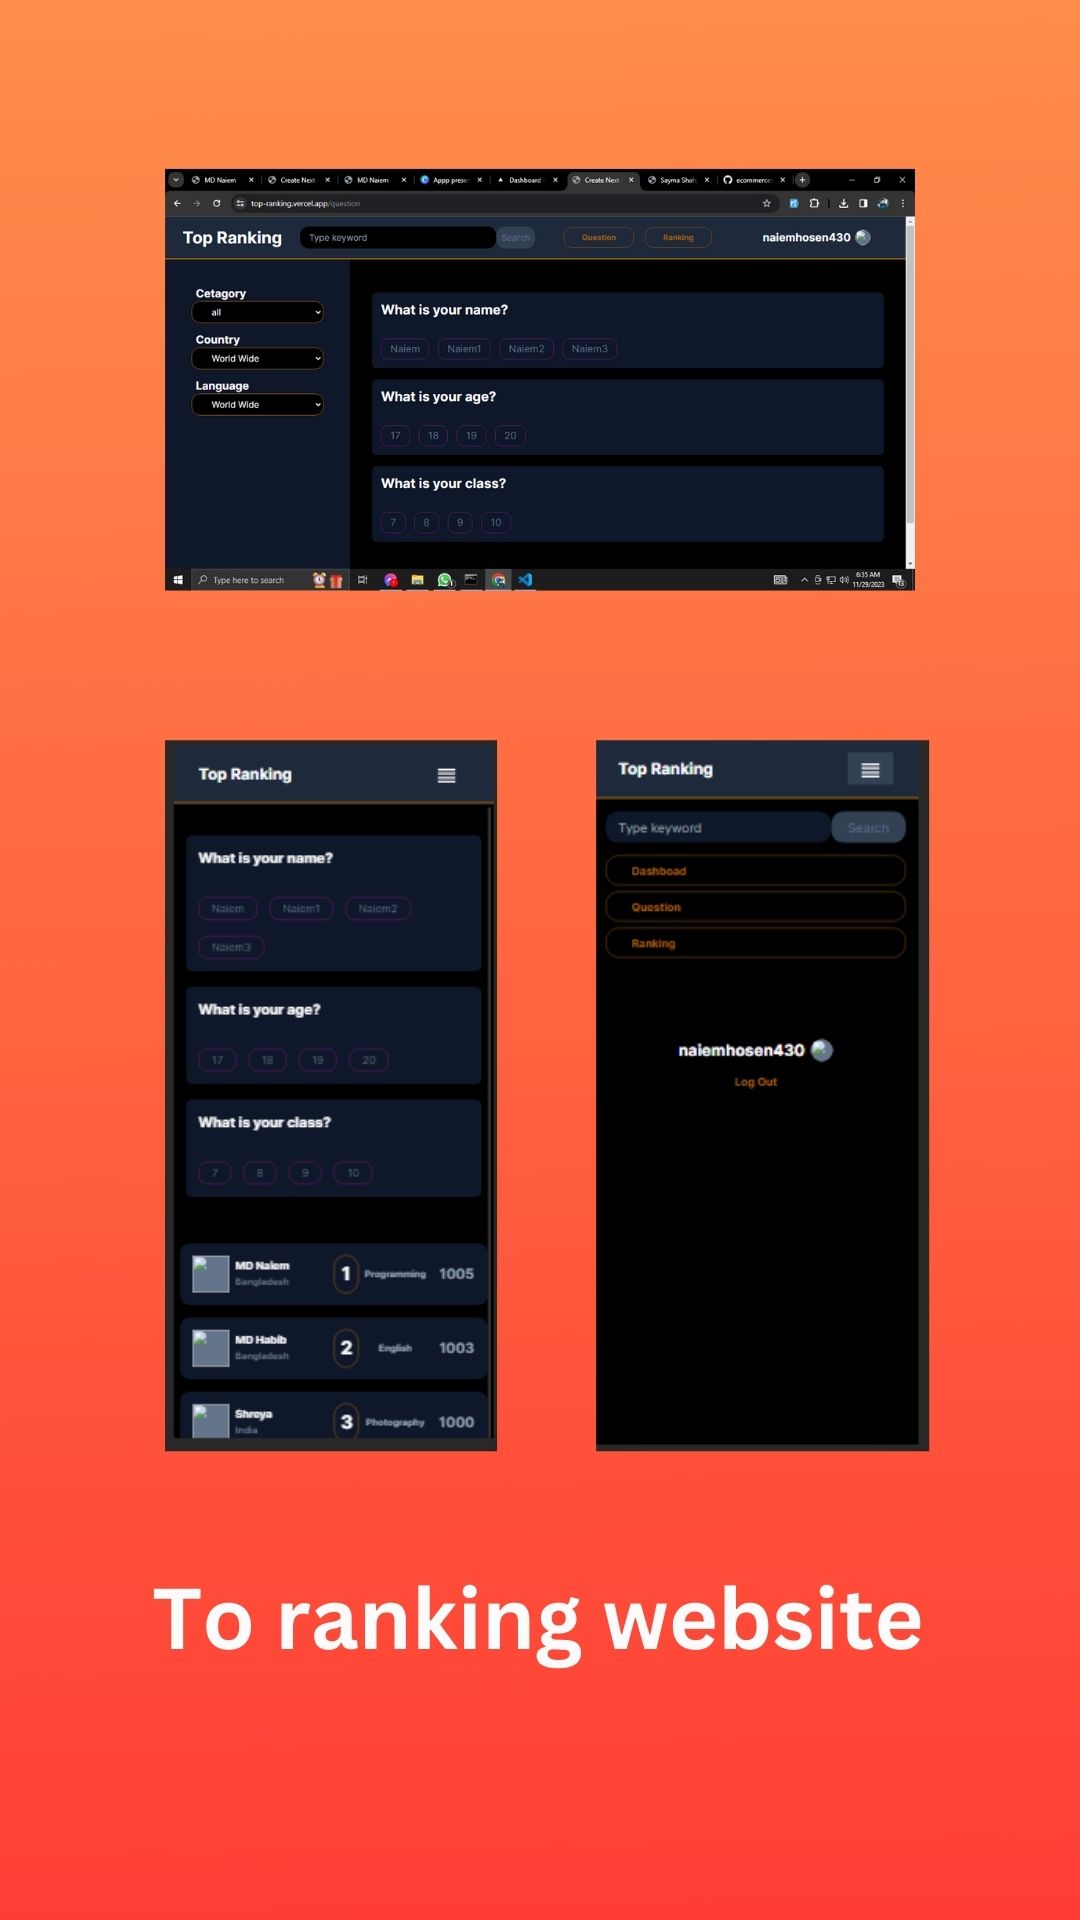 MD Naiem
Create Next
MD Naiem
Appp prese
Dashboard
Create Next
Sayma Shah
ecommerce
top-ranking.vercel.app/question
Top Ranking
Type keyword
Search
Question
Ranking
naiemhosen430
Cetagory
all
Country
World Wide
Language
World Wide
What is your name?
Naiem Naiem1 Naiem2 Naiem3
What is your age?
17 18 19 20
What is your class?
7 8 9 10
Type here to search
6:35 AM
11/29/2023
Top Ranking
What is your name?
Naiem Naiem1 Naiem2
Naiem3
What is your age?
17 18 19 20
What is your class?
7 8 9 10
MD Naiem
Bangladesh
1 Programming 1005
MD Habib
Bangladesh
2 English 1003
Shreya
India
3 Photography 1000
Top Ranking
Type keyword Search
Dashboad
Question
Ranking
naiemhosen430
Log Out
To ranking website